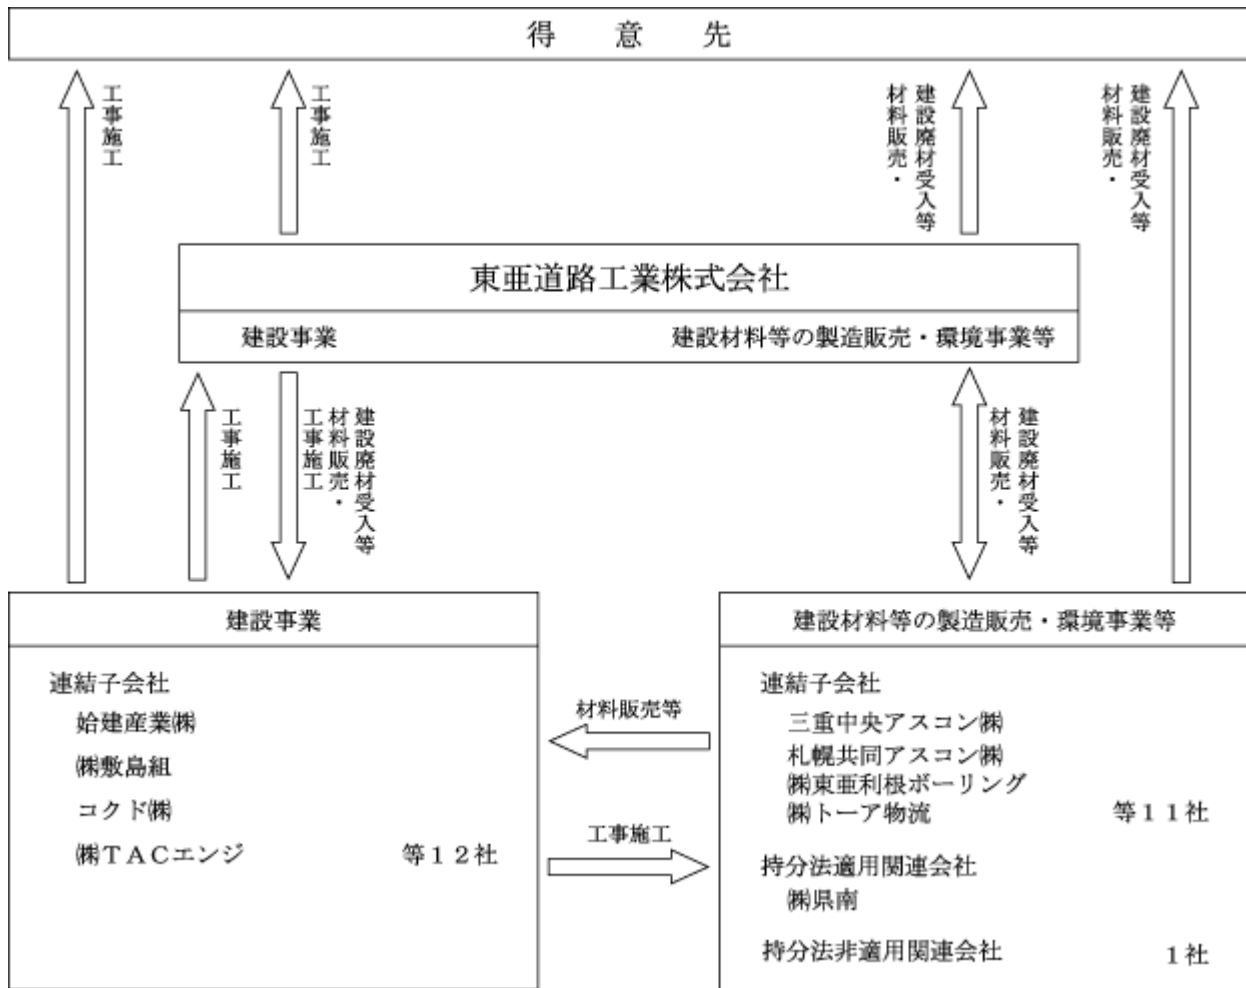 得意先
工事施工
工事施工
材料販売・
建設廃材受入等
材料販売・
建設廃材受入等
東亜道路工業株式会社
建設事業
建設材料等の製造販売・環境事業等
工事施工
工事施工
材料販売・
建設廃材受入等
材料販売・
建設廃材受入等
建設事業
連結子会社
姶建産業㈱
㈱敷島組
コクド㈱
㈱ＴＡＣエンジ 等１２社
材料販売等
工事施工
建設材料等の製造販売・環境事業等
連結子会社
三重中央アスコン㈱
札幌共同アスコン㈱
㈱東亜利根ボーリング
㈱トーア物流 等１１社
持分法適用関連会社
㈱県南
持分法非適用関連会社 １社